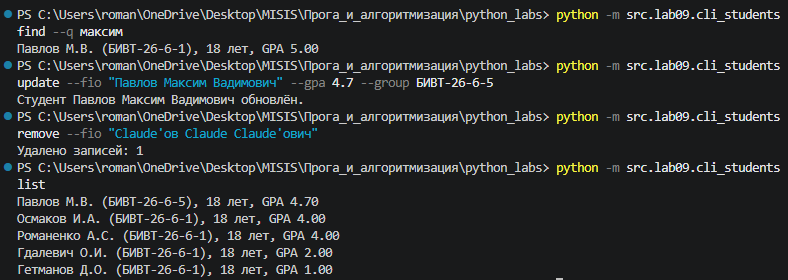 PS C:\Users\roman\OneDrive\Desktop\MISIS\Прога_и_алгоритмизация\python_labs> python -m src.lab09.cli_students
find --q максим
Павлов М.В. (БИВТ-26-6-1), 18 лет, GPA 5.00
PS C:\Users\roman\OneDrive\Desktop\MISIS\Прога_и_алгоритмизация\python_labs> python -m src.lab09.cli_students
update --fio "Павлов Максим Вадимович" --gpa 4.7 --group БИВТ-26-6-5
Студент Павлов Максим Вадимович обновлён.
PS C:\Users\roman\OneDrive\Desktop\MISIS\Прога_и_алгоритмизация\python_labs> python -m src.lab09.cli_students
remove --fio "Claude'ов Claude Claude'ович"
Удалено записей: 1
PS C:\Users\roman\OneDrive\Desktop\MISIS\Прога_и_алгоритмизация\python_labs> python -m src.lab09.cli_students
list
Павлов М.В. (БИВТ-26-6-5), 18 лет, GPA 4.70
Осмаков И.А. (БИВТ-26-6-1), 18 лет, GPA 4.00
Романенко А.С. (БИВТ-26-6-1), 18 лет, GPA 4.00
Гдалевич О.И. (БИВТ-26-6-1), 18 лет, GPA 2.00
Гетманов Д.О. (БИВТ-26-6-1), 18 лет, GPA 1.00